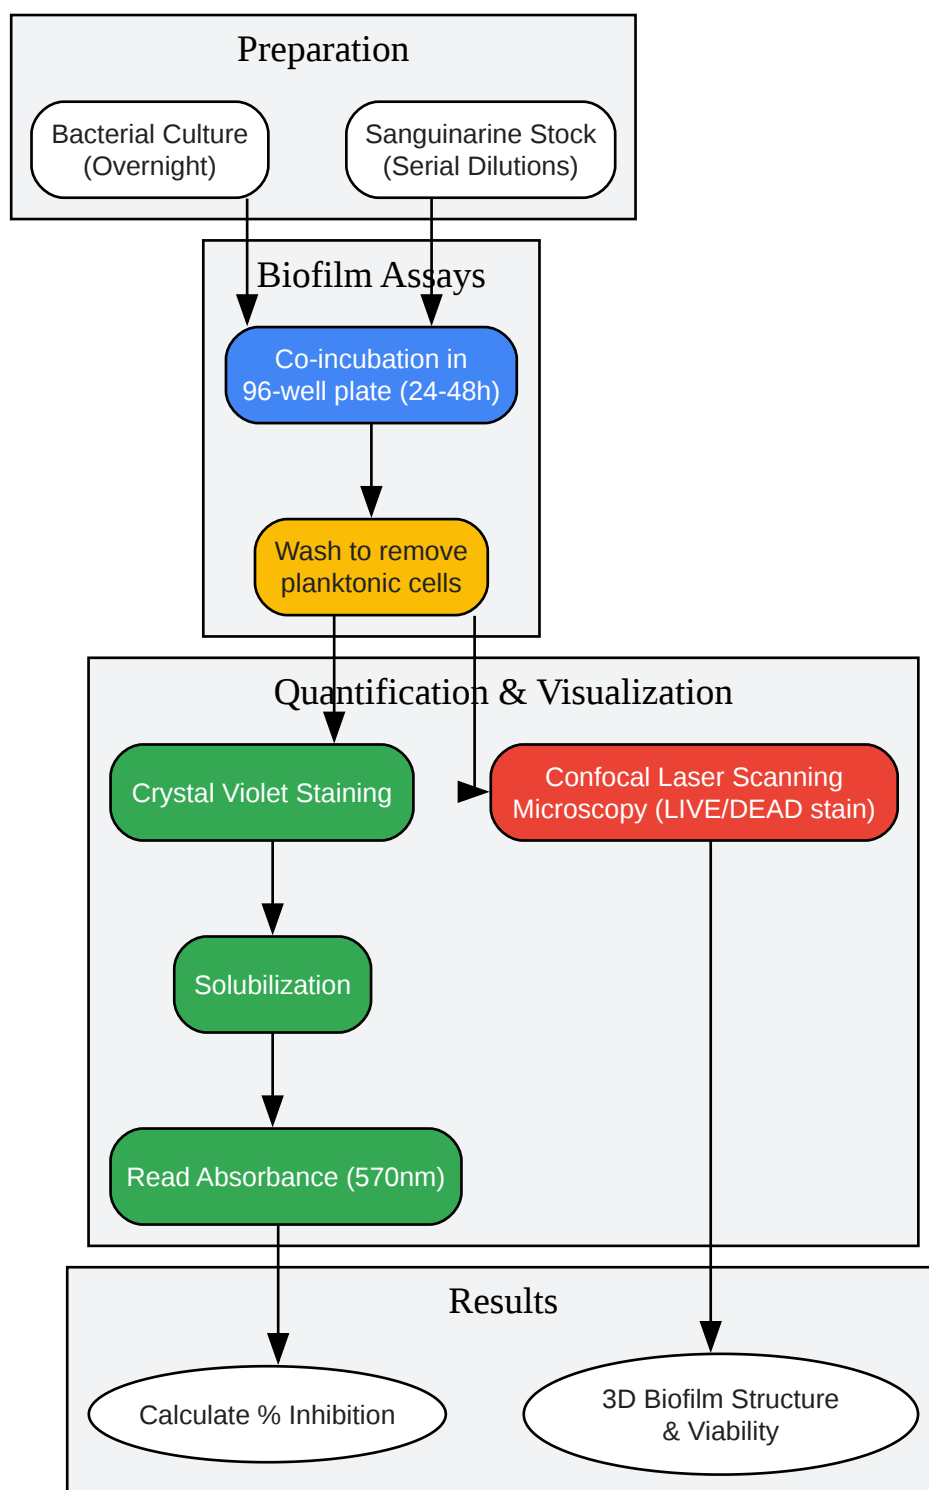 Preparation
Bacterial Culture
(Overnight)
Sanguinarine Stock
(Serial Dilutions)
Biofilm Assays
Co-incubation in
96-well plate (24-48h)
Wash to remove
planktonic cells
Quantification & Visualization
Crystal Violet Staining
Confocal Laser Scanning
Microscopy (LIVE/DEAD stain)
Solubilization
Read Absorbance (570nm)
Results
Calculate % Inhibition
3D Biofilm Structure
& Viability